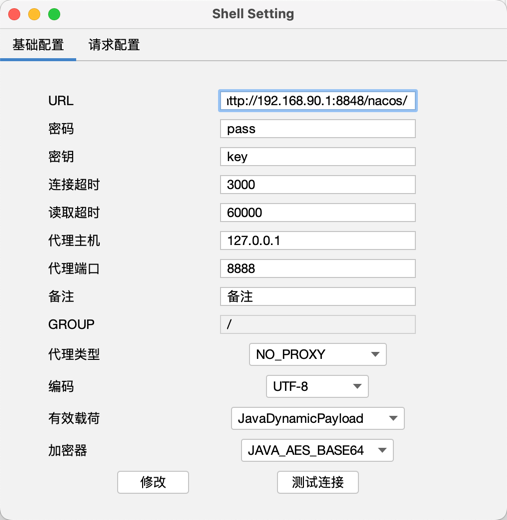 Shell Setting
基础配置 请求配置
URL ttp://192.168.90.1:8848/nacos/
密码 pass
密钥 key
连接超时 3000
读取超时 60000
代理主机 127.0.0.1
代理端口 8888
备注 备注
GROUP /
代理类型 NO_PROXY
编码 UTF-8
有效载荷 JavaDynamicPayload
加密器 JAVA_AES_BASE64
修改 测试连接